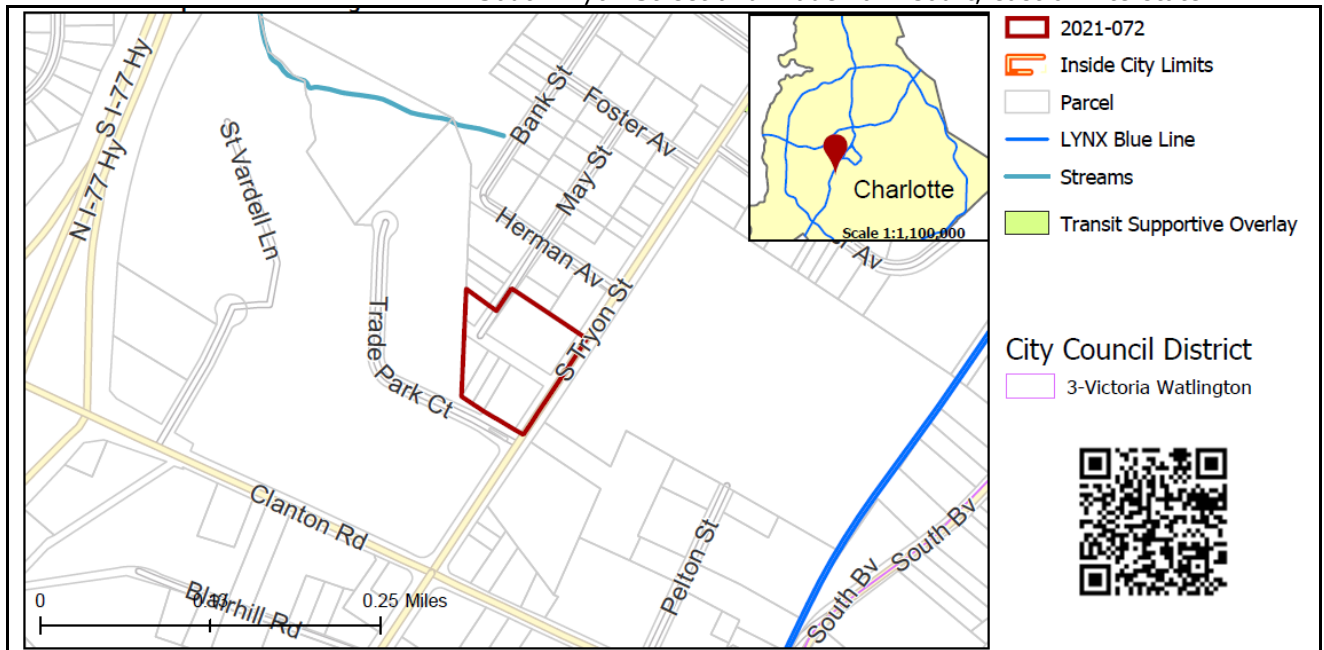 2021-072
Inside City Limits
Parcel
LYNX Blue Line
Streams
Transit Supportive Overlay
City Council District
3-Victoria Watlington
Charlotte
Scale 1:1,100,000
S I-77 Hy
N I-77 Hy
St Vardell Ln
Bank St
Foster Av
May St
Herman Av
S Tryon St
Trade Park Ct
Clanton Rd
Blairhill Rd
Pelton St
South Bv
South Bv
0
0.25 Miles